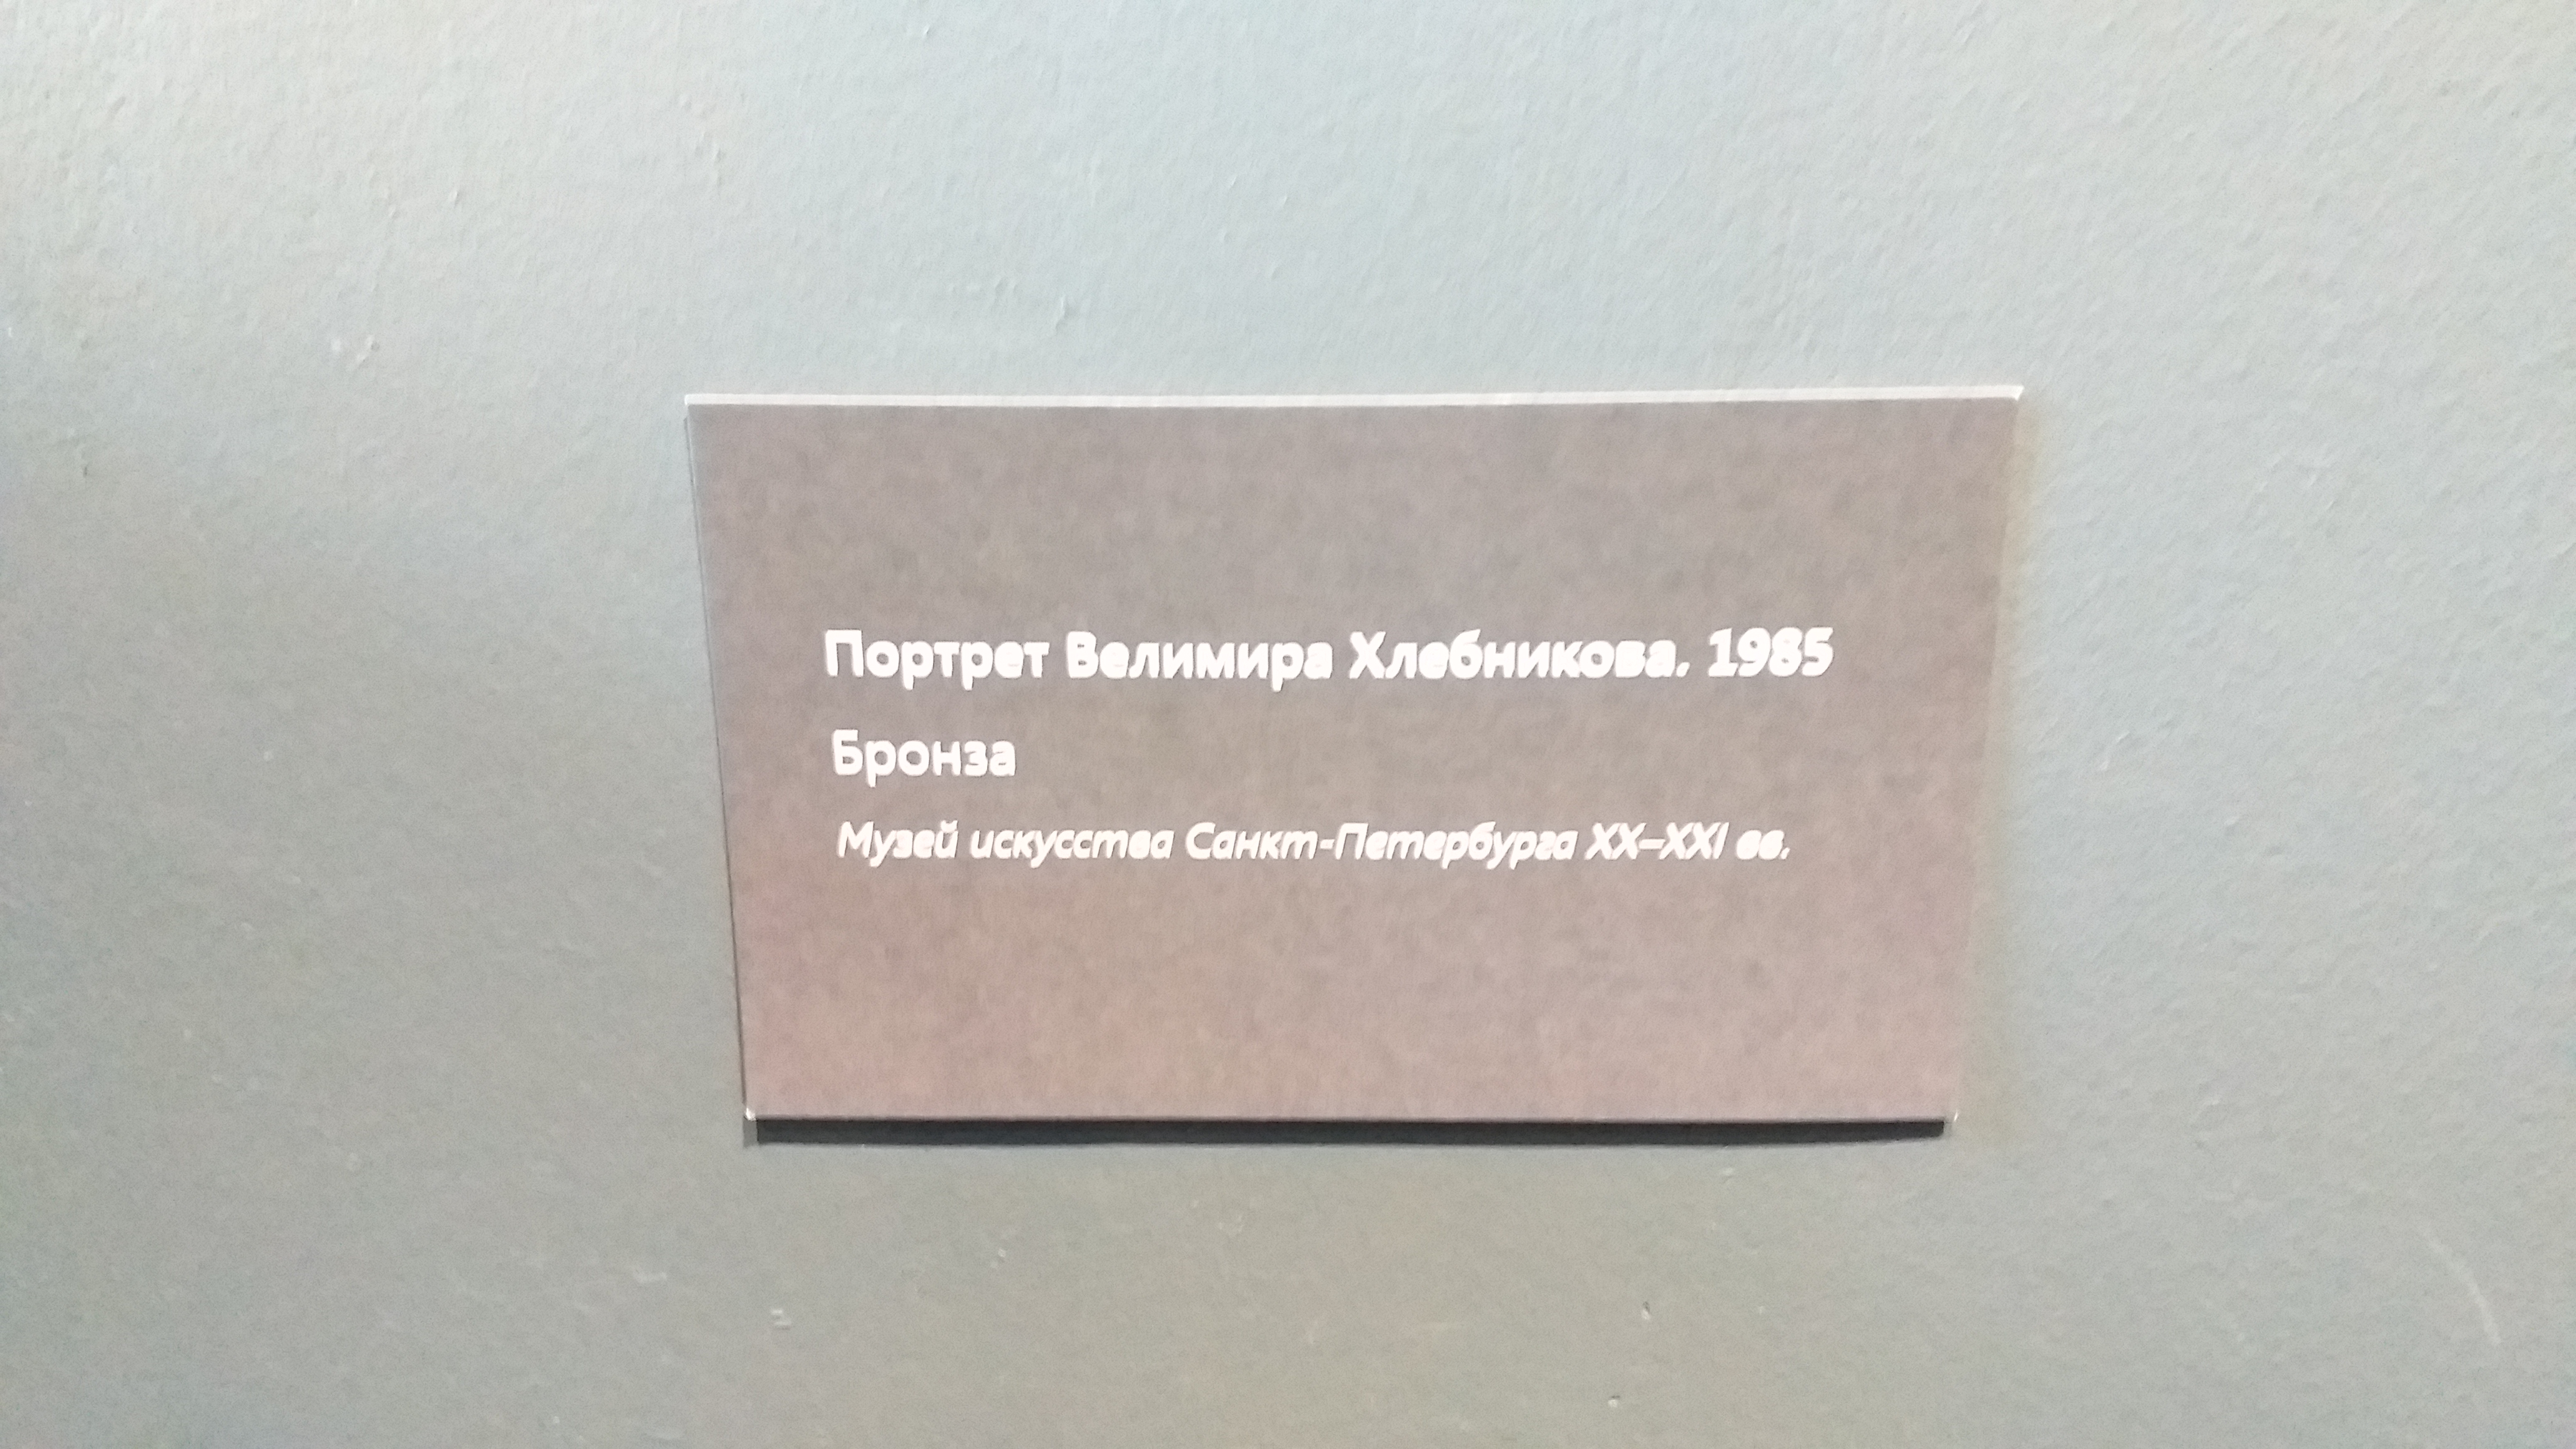 Портрет Велимира Хлебникова. 1985
Бронза
Музей искусства Санкт-Петербурга XX–XXI вв.